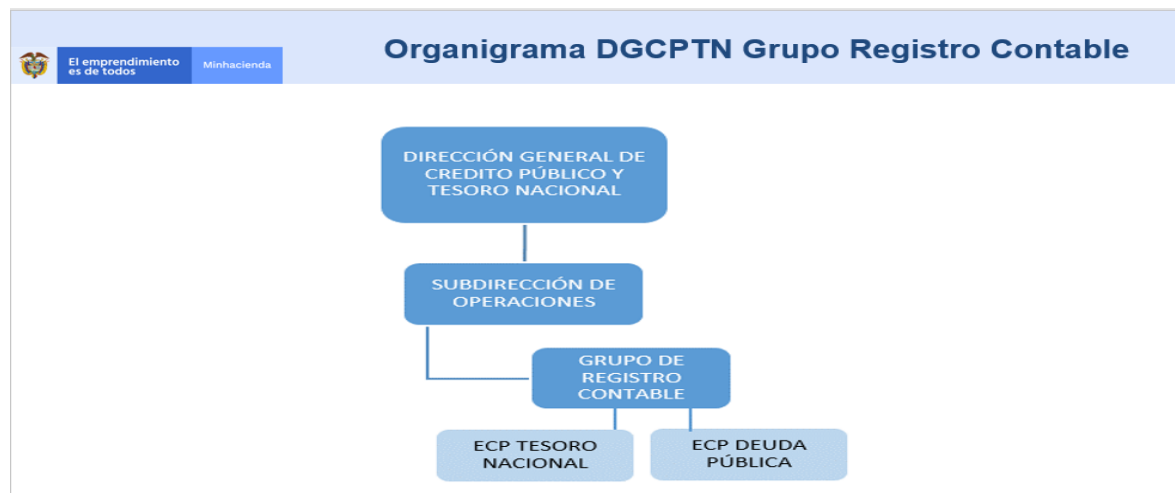 Organigrama DGCPTN Grupo Registro Contable
El emprendimiento
es de todos
Minhacienda
DIRECCIÓN GENERAL DE
CREDITO PÚBLICO Y
TESORO NACIONAL
SUBDIRECCIÓN DE
OPERACIONES
GRUPO DE
REGISTRO
CONTABLE
ECP TESORO
NACIONAL
ECP DEUDA
PÚBLICA